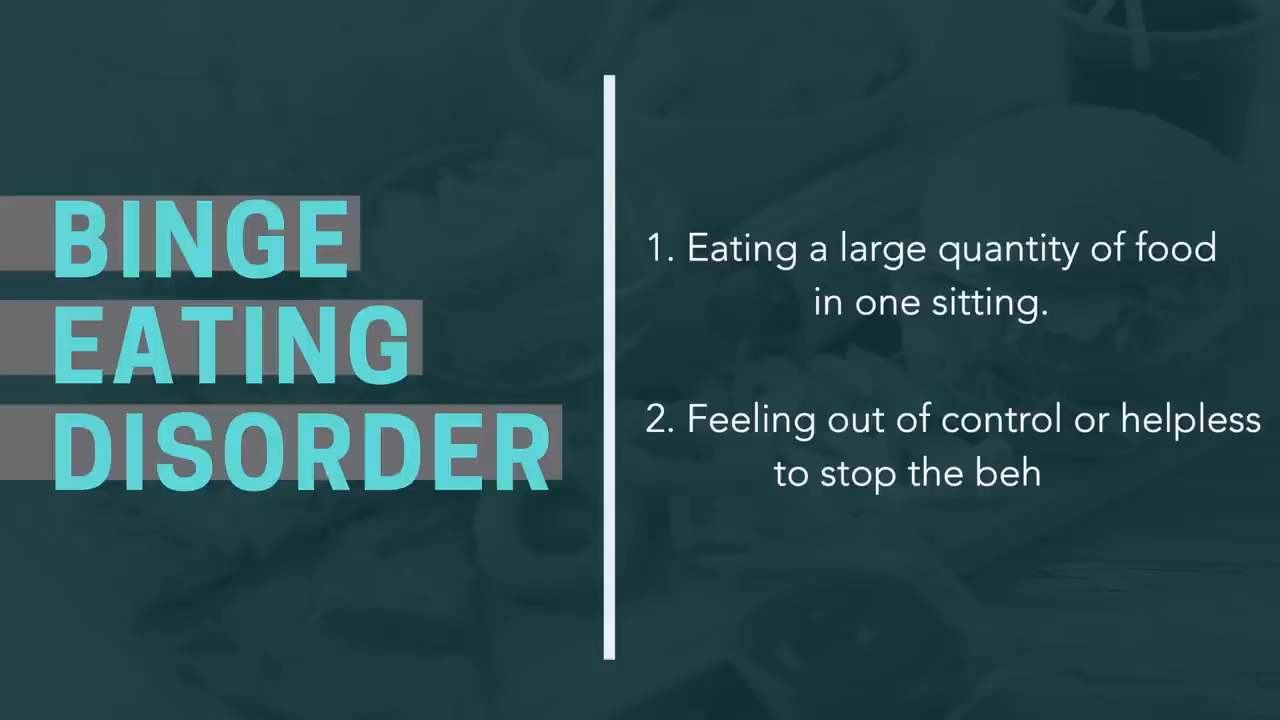 BINGE
EATING
DISORDER
1. Eating a large quantity of food
in one sitting.
2. Feeling out of control or helpless
to stop the beh